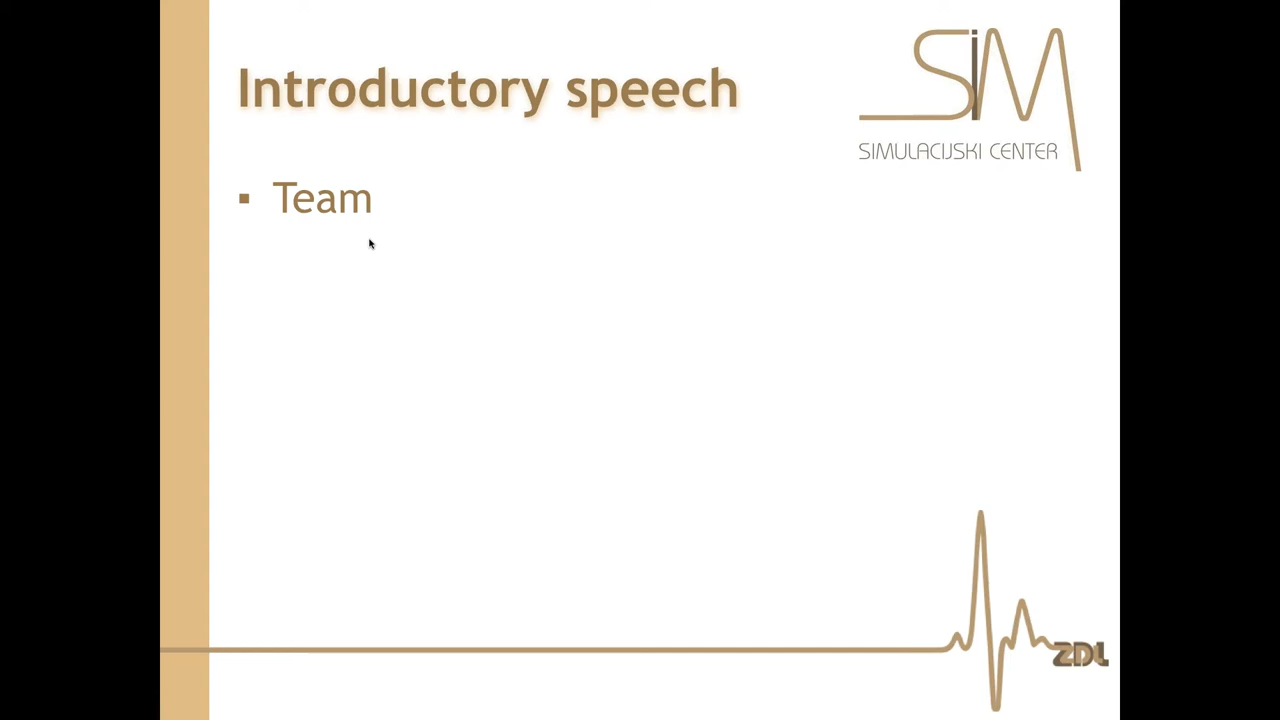 Introductory speech
SiM
SIMULACIJSKI CENTER
▪ Team
ZDL